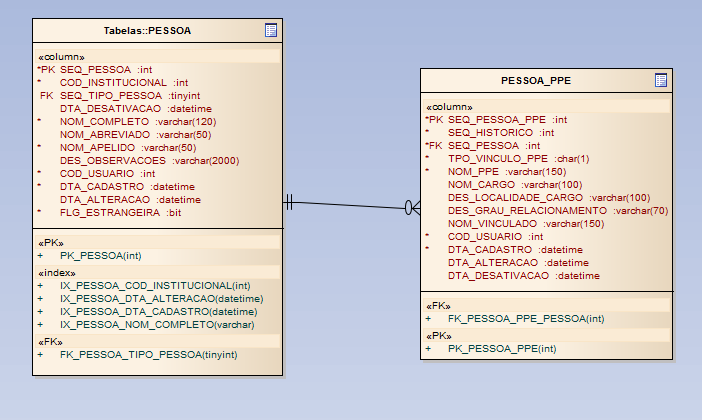 Tabelas::PESSOA
«column»
*PK SEQ_PESSOA :int
* COD_INSTITUCIONAL :int
FK SEQ_TIPO_PESSOA :tinyint
DTA_DESATIVACAO :datetime
* NOM_COMPLETO :varchar(120)
NOM_ABREVIADO :varchar(50)
* NOM_APELIDO :varchar(50)
DES_OBSERVACOES :varchar(2000)
* COD_USUARIO :int
* DTA_CADASTRO :datetime
DTA_ALTERACAO :datetime
* FLG_ESTRANGEIRA :bit
«PK»
+ PK_PESSOA(int)
«index»
+ IX_PESSOA_COD_INSTITUCIONAL(int)
+ IX_PESSOA_DTA_ALTERACAO(datetime)
+ IX_PESSOA_DTA_CADASTRO(datetime)
+ IX_PESSOA_NOM_COMPLETO(varchar)
«FK»
+ FK_PESSOA_TIPO_PESSOA(tinyint)
PESSOA_PPE
«column»
*PK SEQ_PESSOA_PPE :int
* SEQ_HISTORICO :int
*FK SEQ_PESSOA :int
* TPO_VINCULO_PPE :char(1)
* NOM_PPE :varchar(150)
NOM_CARGO :varchar(100)
DES_LOCALIDADE_CARGO :varchar(100)
DES_GRAU_RELACIONAMENTO :varchar(70)
NOM_VINCULADO :varchar(150)
* COD_USUARIO :int
* DTA_CADASTRO :datetime
DTA_ALTERACAO :datetime
DTA_DESATIVACAO :datetime
«FK»
+ FK_PESSOA_PPE_PESSOA(int)
«PK»
+ PK_PESSOA_PPE(int)